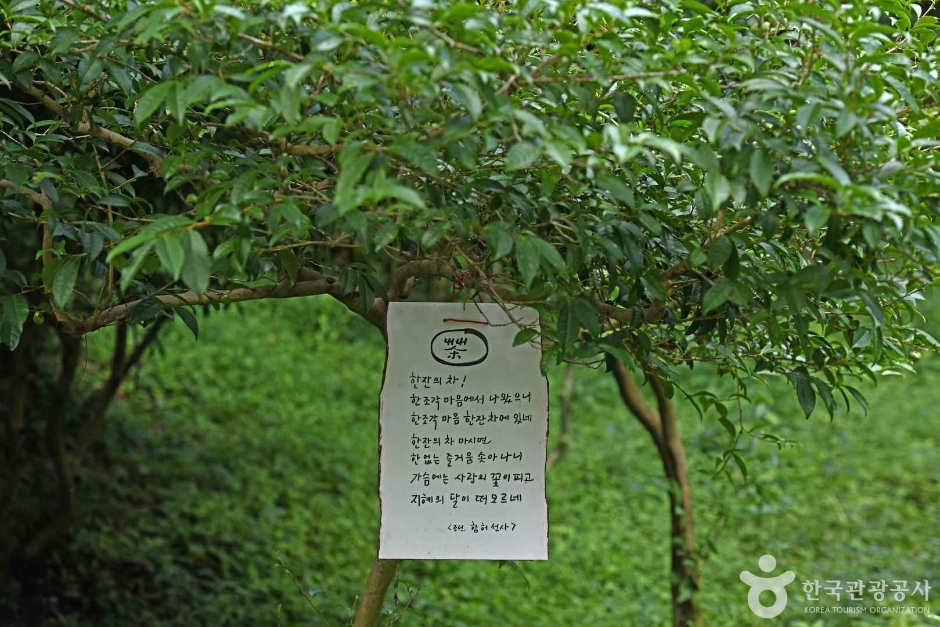 한잔의 차!
한조각 마음에서 나왔으니
한조각 마음 한잔차에 있네
한잔의 차 마시면
한없는 즐거움 솟아나니
가슴에는 사람의 꽃이 피고
지혜의 달이 떠오르네
<조선. 함허선사>
한국관광공사
KOREA TOURISM ORGANIZATION